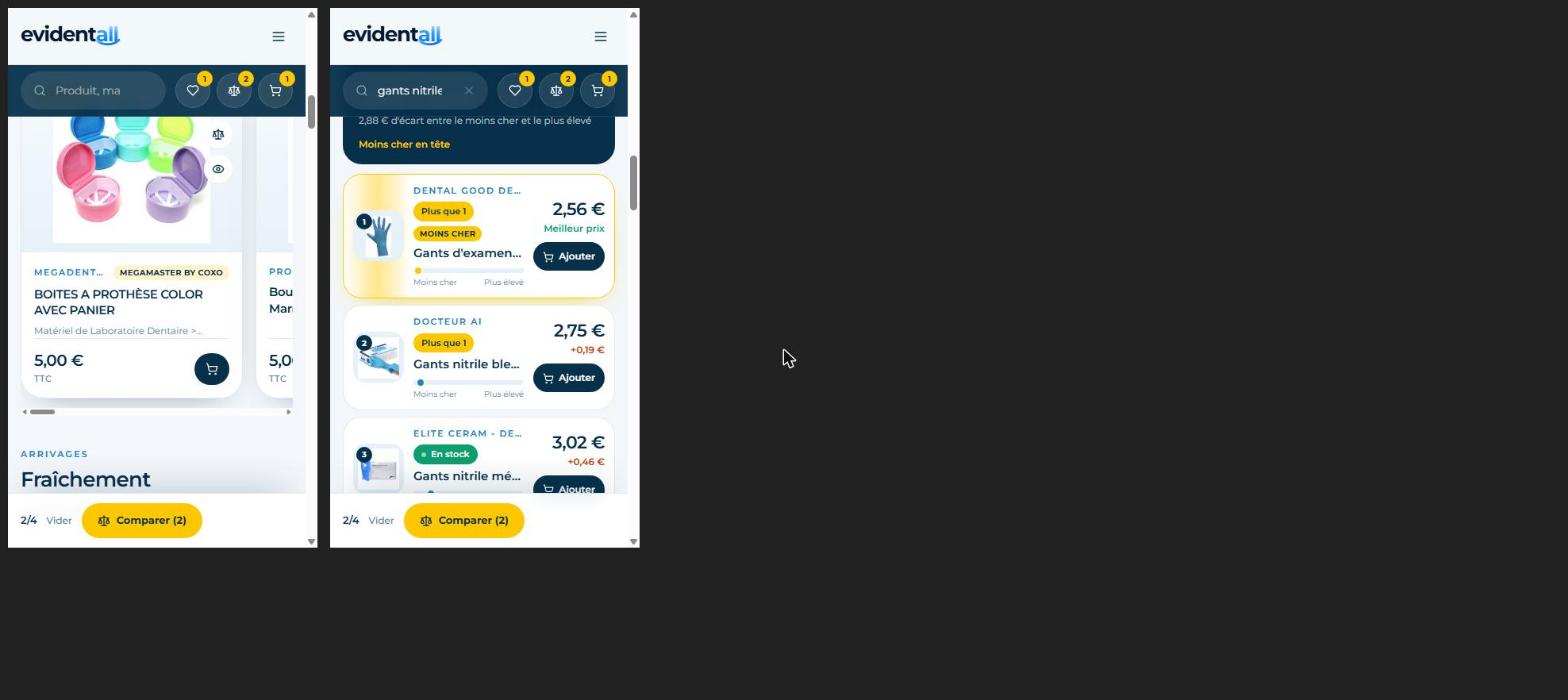 evidentall
Produit, ma
1
2
1
MEGADENT…
MEGAMASTER BY COXO
BOITES A PROTHÈSE COLOR
AVEC PANIER
Matériel de Laboratoire Dentaire >…
5,00 €
TTC
PRO
Bou
Man
5,0
TTC
ARRIVAGES
Fraîchement
2/4
Vider
Comparer (2)
evidentall
gants nitrile
1
2
1
2,88 € d'écart entre le moins cher et le plus élevé
Moins cher en tête
1
DENTAL GOOD DE…
Plus que 1
MOINS CHER
Gants d'examen…
Moins cher
Plus élevé
2,56 €
Meilleur prix
Ajouter
2
DOCTEUR AI
Plus que 1
Gants nitrile ble…
Moins cher
Plus élevé
2,75 €
+0,19 €
Ajouter
3
ELITE CERAM - DE…
En stock
Gants nitrile mé…
3,02 €
+0,46 €
Ajouter
2/4
Vider
Comparer (2)